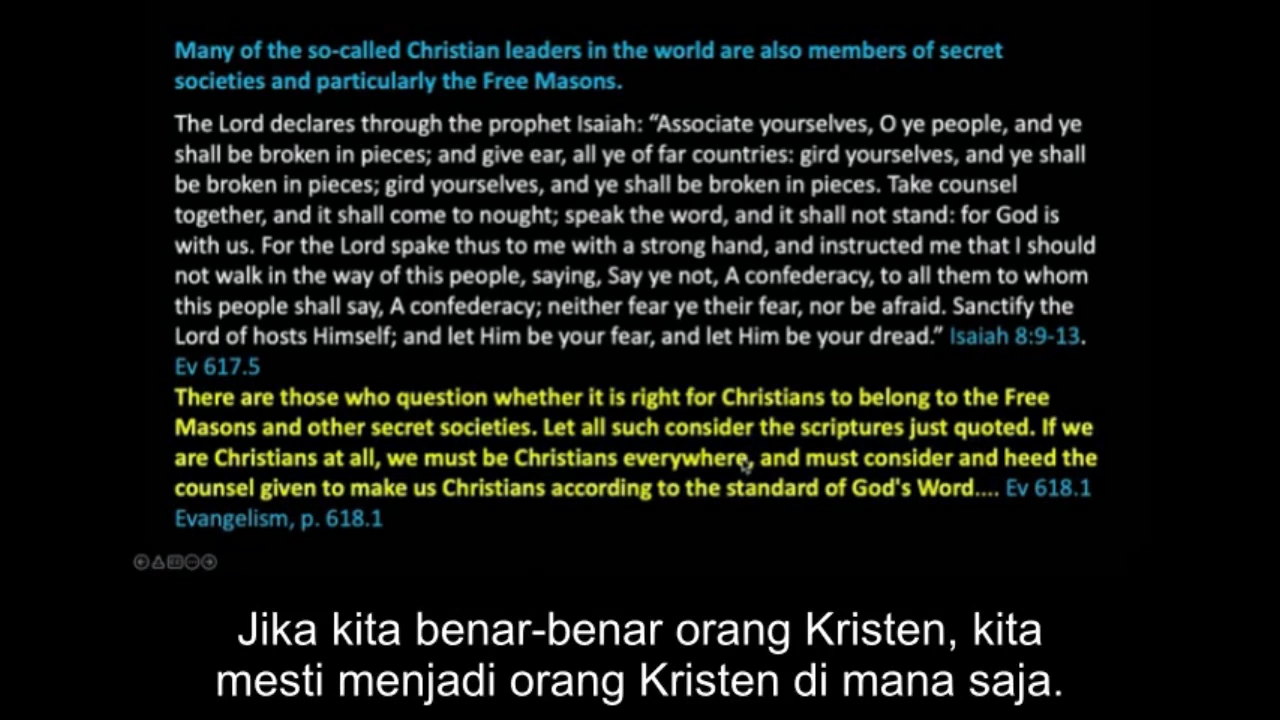 Many of the so-called Christian leaders in the world are also members of secret
societies and particularly the Free Masons.
The Lord declares through the prophet Isaiah: “Associate yourselves, O ye people, and ye
shall be broken in pieces; and give ear, all ye of far countries: gird yourselves, and ye shall
be broken in pieces; gird yourselves, and ye shall be broken in pieces. Take counsel
together, and it shall come to nought; speak the word, and it shall not stand: for God is
with us. For the Lord spake thus to me with a strong hand, and instructed me that I should
not walk in the way of this people, saying, Say ye not, A confederacy, to all them to whom
this people shall say, A confederacy; neither fear ye their fear, nor be afraid. Sanctify the
Lord of hosts Himself; and let Him be your fear, and let Him be your dread.” Isaiah 8:9-13.
Ev 617.5
There are those who question whether it is right for Christians to belong to the Free
Masons and other secret societies. Let all such consider the scriptures just quoted. If we
are Christians at all, we must be Christians everywhere, and must consider and heed the
counsel given to make us Christians according to the standard of God's Word.... Ev 618.1
Evangelism, p. 618.1
Jika kita benar-benar orang Kristen, kita
mesti menjadi orang Kristen di mana saja.